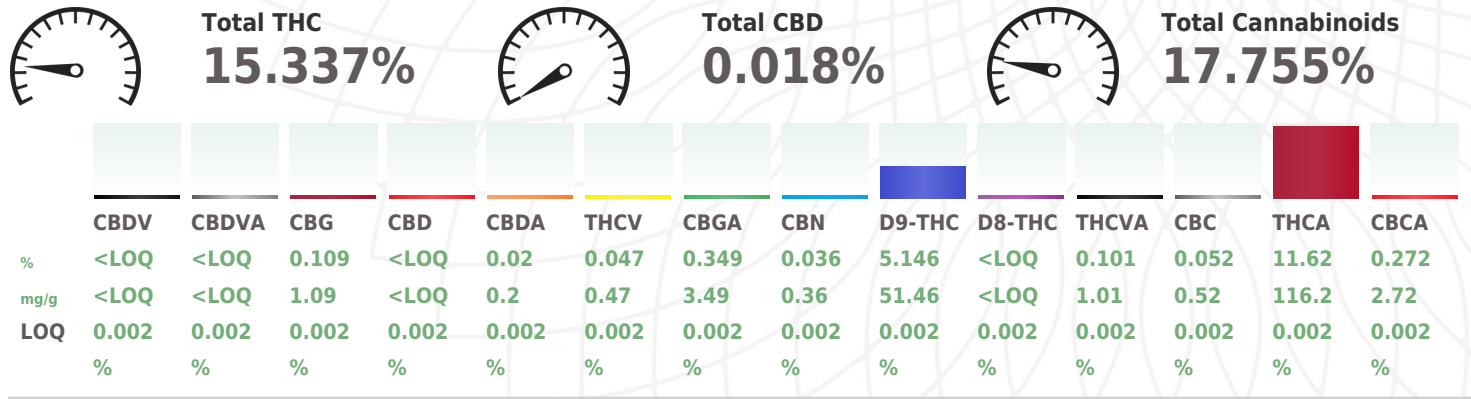 Total THC Total CBD Total Cannabinoids
15.337% 0.018% 17.755%
CBDV CBDVA CBG CBD CBDA THCV CBGA CBN D9-THC D8-THC THCVA CBC THCA CBCA
% <LOQ <LOQ 0.109 <LOQ 0.02 0.047 0.349 0.036 5.146 <LOQ 0.101 0.052 11.62 0.272
mg/g <LOQ <LOQ 1.09 <LOQ 0.2 0.47 3.49 0.36 51.46 <LOQ 1.01 0.52 116.2 2.72
LOQ 0.002 0.002 0.002 0.002 0.002 0.002 0.002 0.002 0.002 0.002 0.002 0.002 0.002 0.002
% % % % % % % % % % % % % %